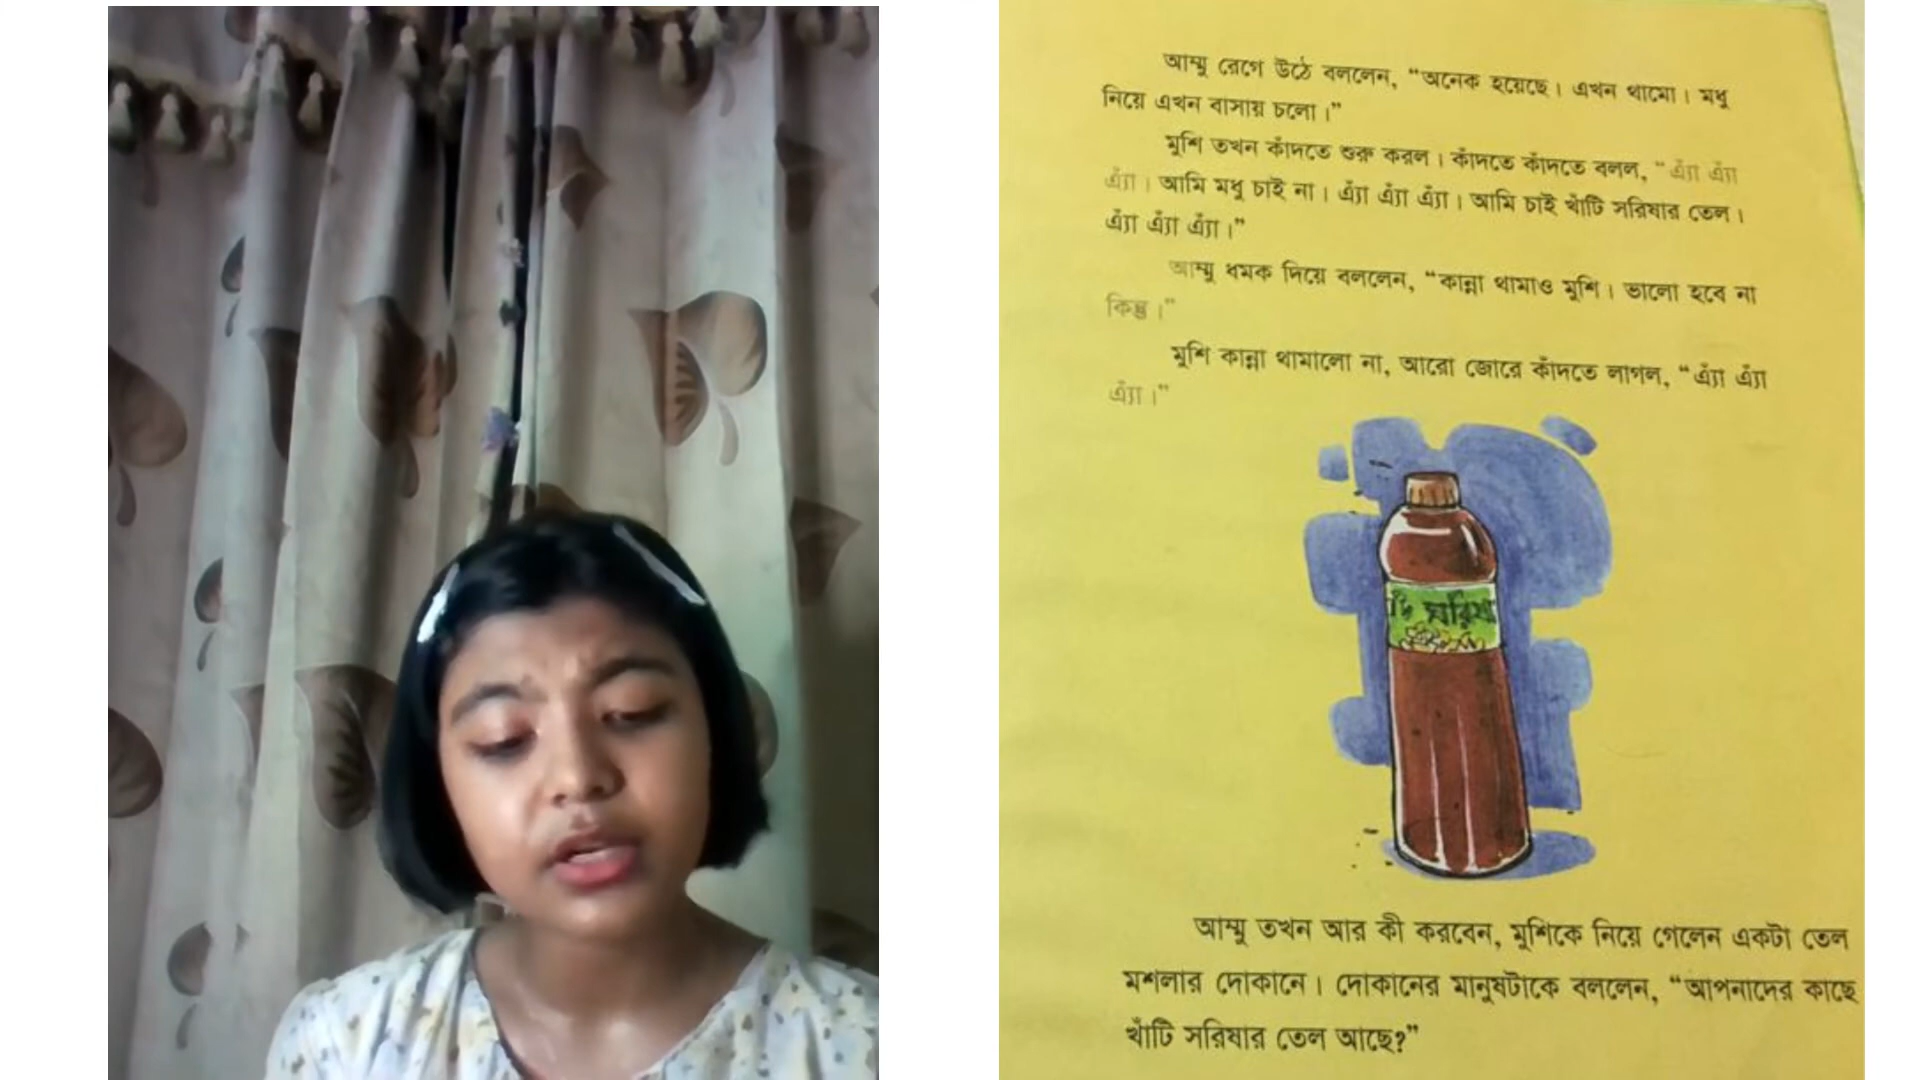 আম্মু রেগে উঠে বললেন, “অনেক হয়েছে। এখন থামো। মধু
নিয়ে এখন বাসায় চলো।”
মুশি তখন কাঁদতে শুরু করল। কাঁদতে কাঁদতে বলল, “এ্যাঁ এ্যাঁ
এ্যাঁ। আমি মধু চাই না। এ্যাঁ এ্যাঁ এ্যাঁ। আমি চাই খাঁটি সরিষার তেল।
এ্যাঁ এ্যাঁ এ্যাঁ।”
আম্মু ধমক দিয়ে বললেন, “কান্না থামাও মুশি। ভালো হবে না
কিন্তু।”
মুশি কান্না থামালো না, আরো জোরে কাঁদতে লাগল, “এ্যাঁ এ্যাঁ
এ্যাঁ।”
টি সরিষা
আম্মু তখন আর কী করবেন, মুশিকে নিয়ে গেলেন একটা তেল
মশলার দোকানে। দোকানের মানুষটাকে বললেন, “আপনাদের কাছে
খাঁটি সরিষার তেল আছে?”